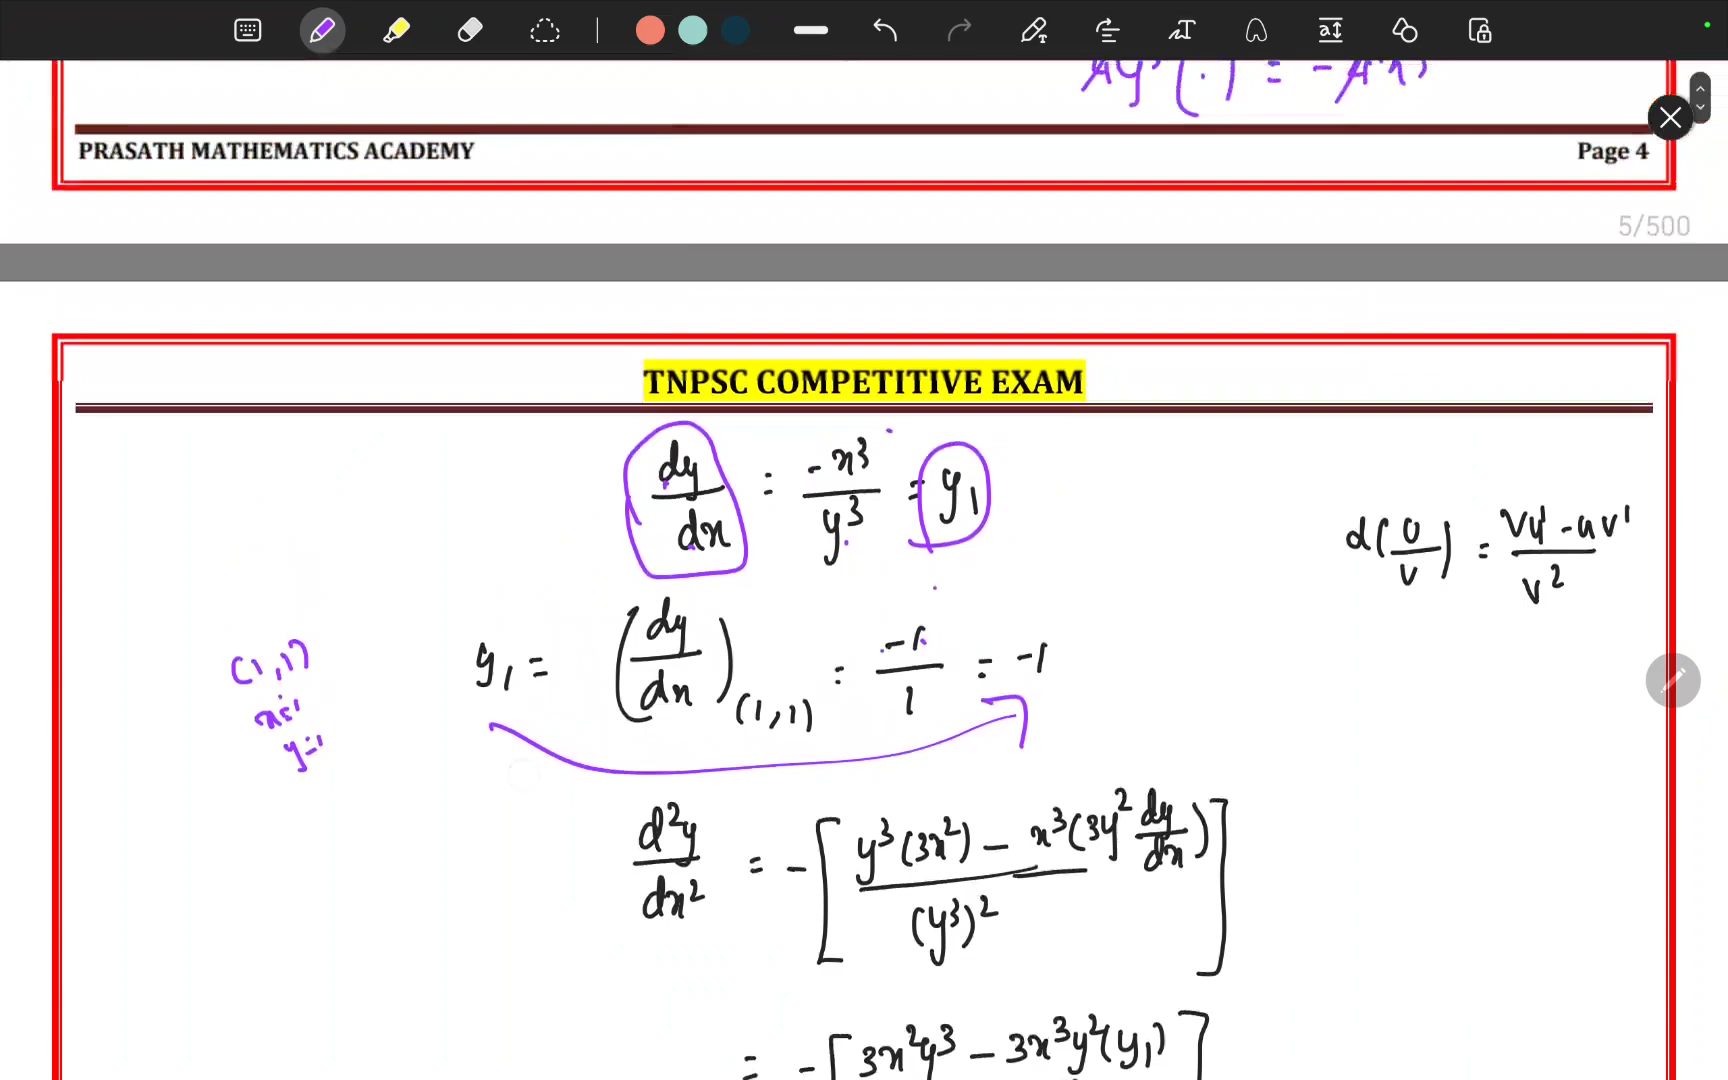 4y³(·) = -4x³
PRASATH MATHEMATICS ACADEMY
Page 4
5/500
TNPSC COMPETITIVE EXAM
dy/dx = -x³/y³ = y₁
d(u/v) = (vu' - uv')/v²
(1,1)
x=1
y=1
y₁ = (dy/dx)(1,1) = -1/1 = -1
d²y/dx² = -[(y³(3x²) - x³(3y² dy/dx))/(y³)²]
= -[3x²y³ - 3x³y²(y₁)]